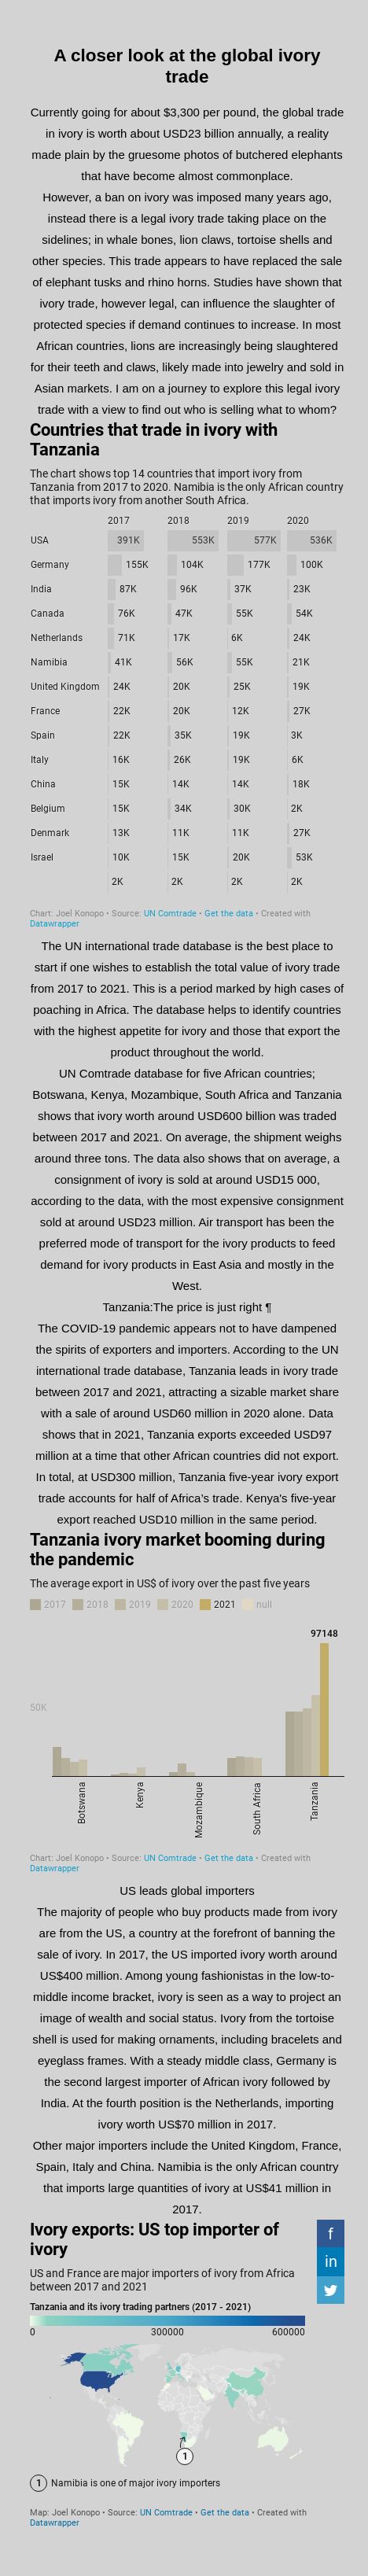 A closer look at the global ivory
trade
Currently going for about $3,300 per pound, the global trade
in ivory is worth about USD23 billion annually, a reality
made plain by the gruesome photos of butchered elephants
that have become almost commonplace.
However, a ban on ivory was imposed many years ago,
instead there is a legal ivory trade taking place on the
sidelines; in whale bones, lion claws, tortoise shells and
other species. This trade appears to have replaced the sale
of elephant tusks and rhino horns. Studies have shown that
ivory trade, however legal, can influence the slaughter of
protected species if demand continues to increase. In most
African countries, lions are increasingly being slaughtered
for their teeth and claws, likely made into jewelry and sold in
Asian markets. I am on a journey to explore this legal ivory
trade with a view to find out who is selling what to whom?
Countries that trade in ivory with
Tanzania
The chart shows top 14 countries that import ivory from
Tanzania from 2017 to 2020. Namibia is the only African country
that imports ivory from another South Africa.
2017 2018 2019 2020
USA 391K 553K 577K 536K
Germany 155K 104K 177K 100K
India 87K 96K 37K 23K
Canada 76K 47K 55K 54K
Netherlands 71K 17K 6K 24K
Namibia 41K 56K 55K 21K
United Kingdom 24K 20K 25K 19K
France 22K 20K 12K 27K
Spain 22K 35K 19K 3K
Italy 16K 26K 19K 6K
China 15K 14K 14K 18K
Belgium 15K 34K 30K 2K
Denmark 13K 11K 11K 27K
Israel 10K 15K 20K 53K
2K 2K 2K 2K
Chart: Joel Konopo • Source: UN Comtrade • Get the data • Created with
Datawrapper
The UN international trade database is the best place to
start if one wishes to establish the total value of ivory trade
from 2017 to 2021. This is a period marked by high cases of
poaching in Africa. The database helps to identify countries
with the highest appetite for ivory and those that export the
product throughout the world.
UN Comtrade database for five African countries;
Botswana, Kenya, Mozambique, South Africa and Tanzania
shows that ivory worth around USD600 billion was traded
between 2017 and 2021. On average, the shipment weighs
around three tons. The data also shows that on average, a
consignment of ivory is sold at around USD15 000,
according to the data, with the most expensive consignment
sold at around USD23 million. Air transport has been the
preferred mode of transport for the ivory products to feed
demand for ivory products in East Asia and mostly in the
West.
Tanzania:The price is just right ¶
The COVID-19 pandemic appears not to have dampened
the spirits of exporters and importers. According to the UN
international trade database, Tanzania leads in ivory trade
between 2017 and 2021, attracting a sizable market share
with a sale of around USD60 million in 2020 alone. Data
shows that in 2021, Tanzania exports exceeded USD97
million at a time that other African countries did not export.
In total, at USD300 million, Tanzania five-year ivory export
trade accounts for half of Africa's trade. Kenya's five-year
export reached USD10 million in the same period.
Tanzania ivory market booming during
the pandemic
The average export in US$ of ivory over the past five years
2017 2018 2019 2020 2021 null
97148
50K
Botswana
Kenya
Mozambique
South Africa
Tanzania
Chart: Joel Konopo • Source: UN Comtrade • Get the data • Created with
Datawrapper
US leads global importers
The majority of people who buy products made from ivory
are from the US, a country at the forefront of banning the
sale of ivory. In 2017, the US imported ivory worth around
US$400 million. Among young fashionistas in the low-to-
middle income bracket, ivory is seen as a way to project an
image of wealth and social status. Ivory from the tortoise
shell is used for making ornaments, including bracelets and
eyeglass frames. With a steady middle class, Germany is
the second largest importer of African ivory followed by
India. At the fourth position is the Netherlands, importing
ivory worth US$70 million in 2017.
Other major importers include the United Kingdom, France,
Spain, Italy and China. Namibia is the only African country
that imports large quantities of ivory at US$41 million in
2017.
Ivory exports: US top importer of
ivory
f
in
US and France are major importers of ivory from Africa
between 2017 and 2021
Tanzania and its ivory trading partners (2017 - 2021)
0 300000 600000
1
1 Namibia is one of major ivory importers
Map: Joel Konopo • Source: UN Comtrade • Get the data • Created with
Datawrapper